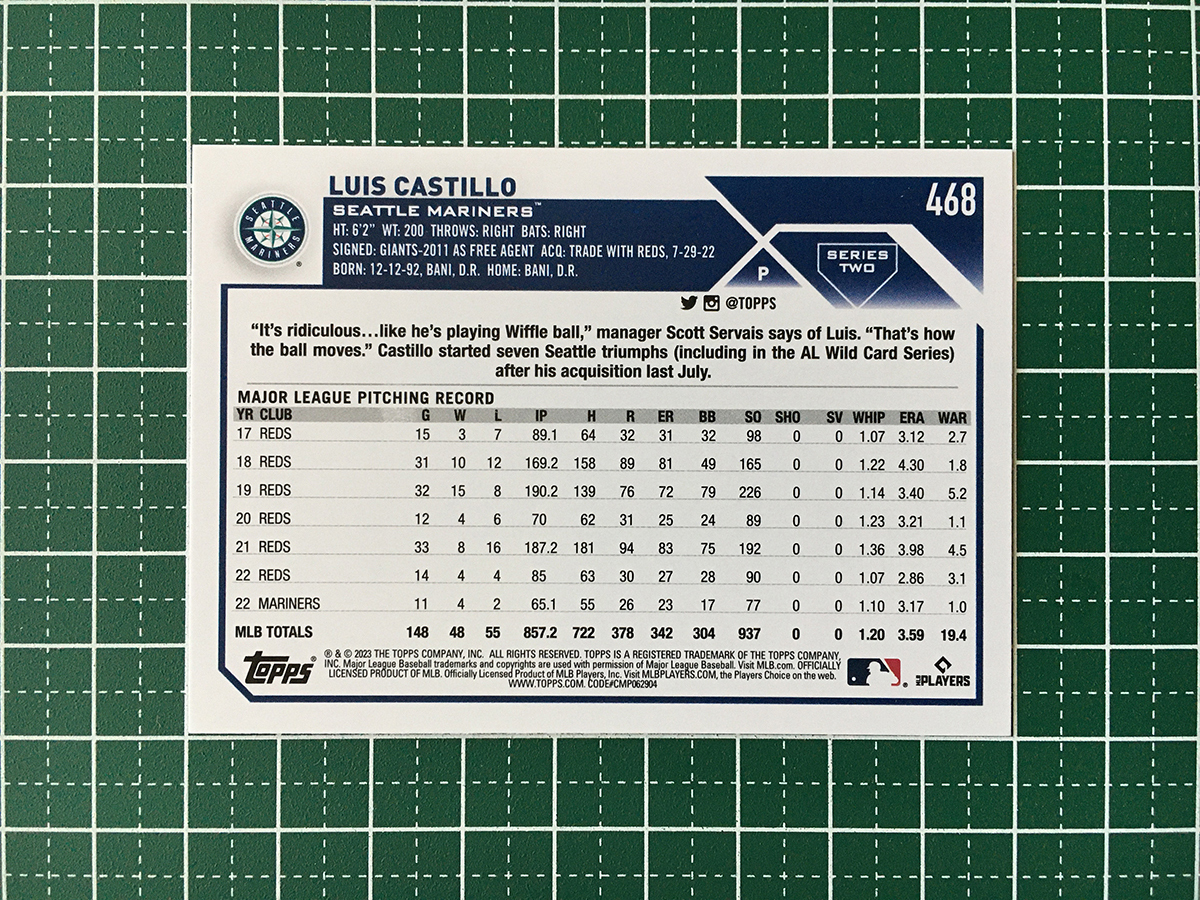 LUIS CASTILLO
468
SEATTLE MARINERS™
HT: 6'2" WT: 200 THROWS: RIGHT BATS: RIGHT
SIGNED: GIANTS-2011 AS FREE AGENT ACQ: TRADE WITH REDS, 7-29-22
BORN: 12-12-92, BANI, D.R. HOME: BANI, D.R.
SEATTLE MARINERS ®
P
SERIES TWO
@TOPPS
“It's ridiculous…like he's playing Wiffle ball,” manager Scott Servais says of Luis. “That's how
the ball moves.” Castillo started seven Seattle triumphs (including in the AL Wild Card Series)
after his acquisition last July.
MAJOR LEAGUE PITCHING RECORD
YR CLUB G W L IP H R ER BB SO SHO SV WHIP ERA WAR
17 REDS 15 3 7 89.1 64 32 31 32 98 0 0 1.07 3.12 2.7
18 REDS 31 10 12 169.2 158 89 81 49 165 0 0 1.22 4.30 1.8
19 REDS 32 15 8 190.2 139 76 72 79 226 0 0 1.14 3.40 5.2
20 REDS 12 4 6 70 62 31 25 24 89 0 0 1.23 3.21 1.1
21 REDS 33 8 16 187.2 181 94 83 75 192 0 0 1.36 3.98 4.5
22 REDS 14 4 4 85 63 30 27 28 90 0 0 1.07 2.86 3.1
22 MARINERS 11 4 2 65.1 55 26 23 17 77 0 0 1.10 3.17 1.0
MLB TOTALS 148 48 55 857.2 722 378 342 304 937 0 0 1.20 3.59 19.4
TOPPS®
® & © 2023 THE TOPPS COMPANY, INC. ALL RIGHTS RESERVED. TOPPS IS A REGISTERED TRADEMARK OF THE TOPPS COMPANY,
INC. Major League Baseball trademarks and copyrights are used with permission of Major League Baseball. Visit MLB.com. OFFICIALLY
LICENSED PRODUCT OF MLB. Officially Licensed Product of MLB Players, Inc. Visit MLBPLAYERS.COM, the Players Choice on the web.
WWW.TOPPS.COM. CODE#CMP062904
MLB PLAYERS